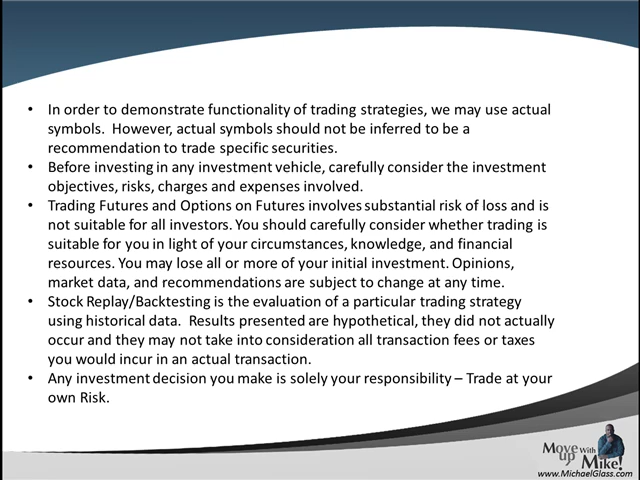 • In order to demonstrate functionality of trading strategies, we may use actual
symbols.  However, actual symbols should not be inferred to be a
recommendation to trade specific securities.
• Before investing in any investment vehicle, carefully consider the investment
objectives, risks, charges and expenses involved.
• Trading Futures and Options on Futures involves substantial risk of loss and is
not suitable for all investors. You should carefully consider whether trading is
suitable for you in light of your circumstances, knowledge, and financial
resources. You may lose all or more of your initial investment. Opinions,
market data, and recommendations are subject to change at any time.
• Stock Replay/Backtesting is the evaluation of a particular trading strategy
using historical data.  Results presented are hypothetical, they did not actually
occur and they may not take into consideration all transaction fees or taxes
you would incur in an actual transaction.
• Any investment decision you make is solely your responsibility – Trade at your
own Risk.
Move up With Mike!
www.MichaelGlass.com